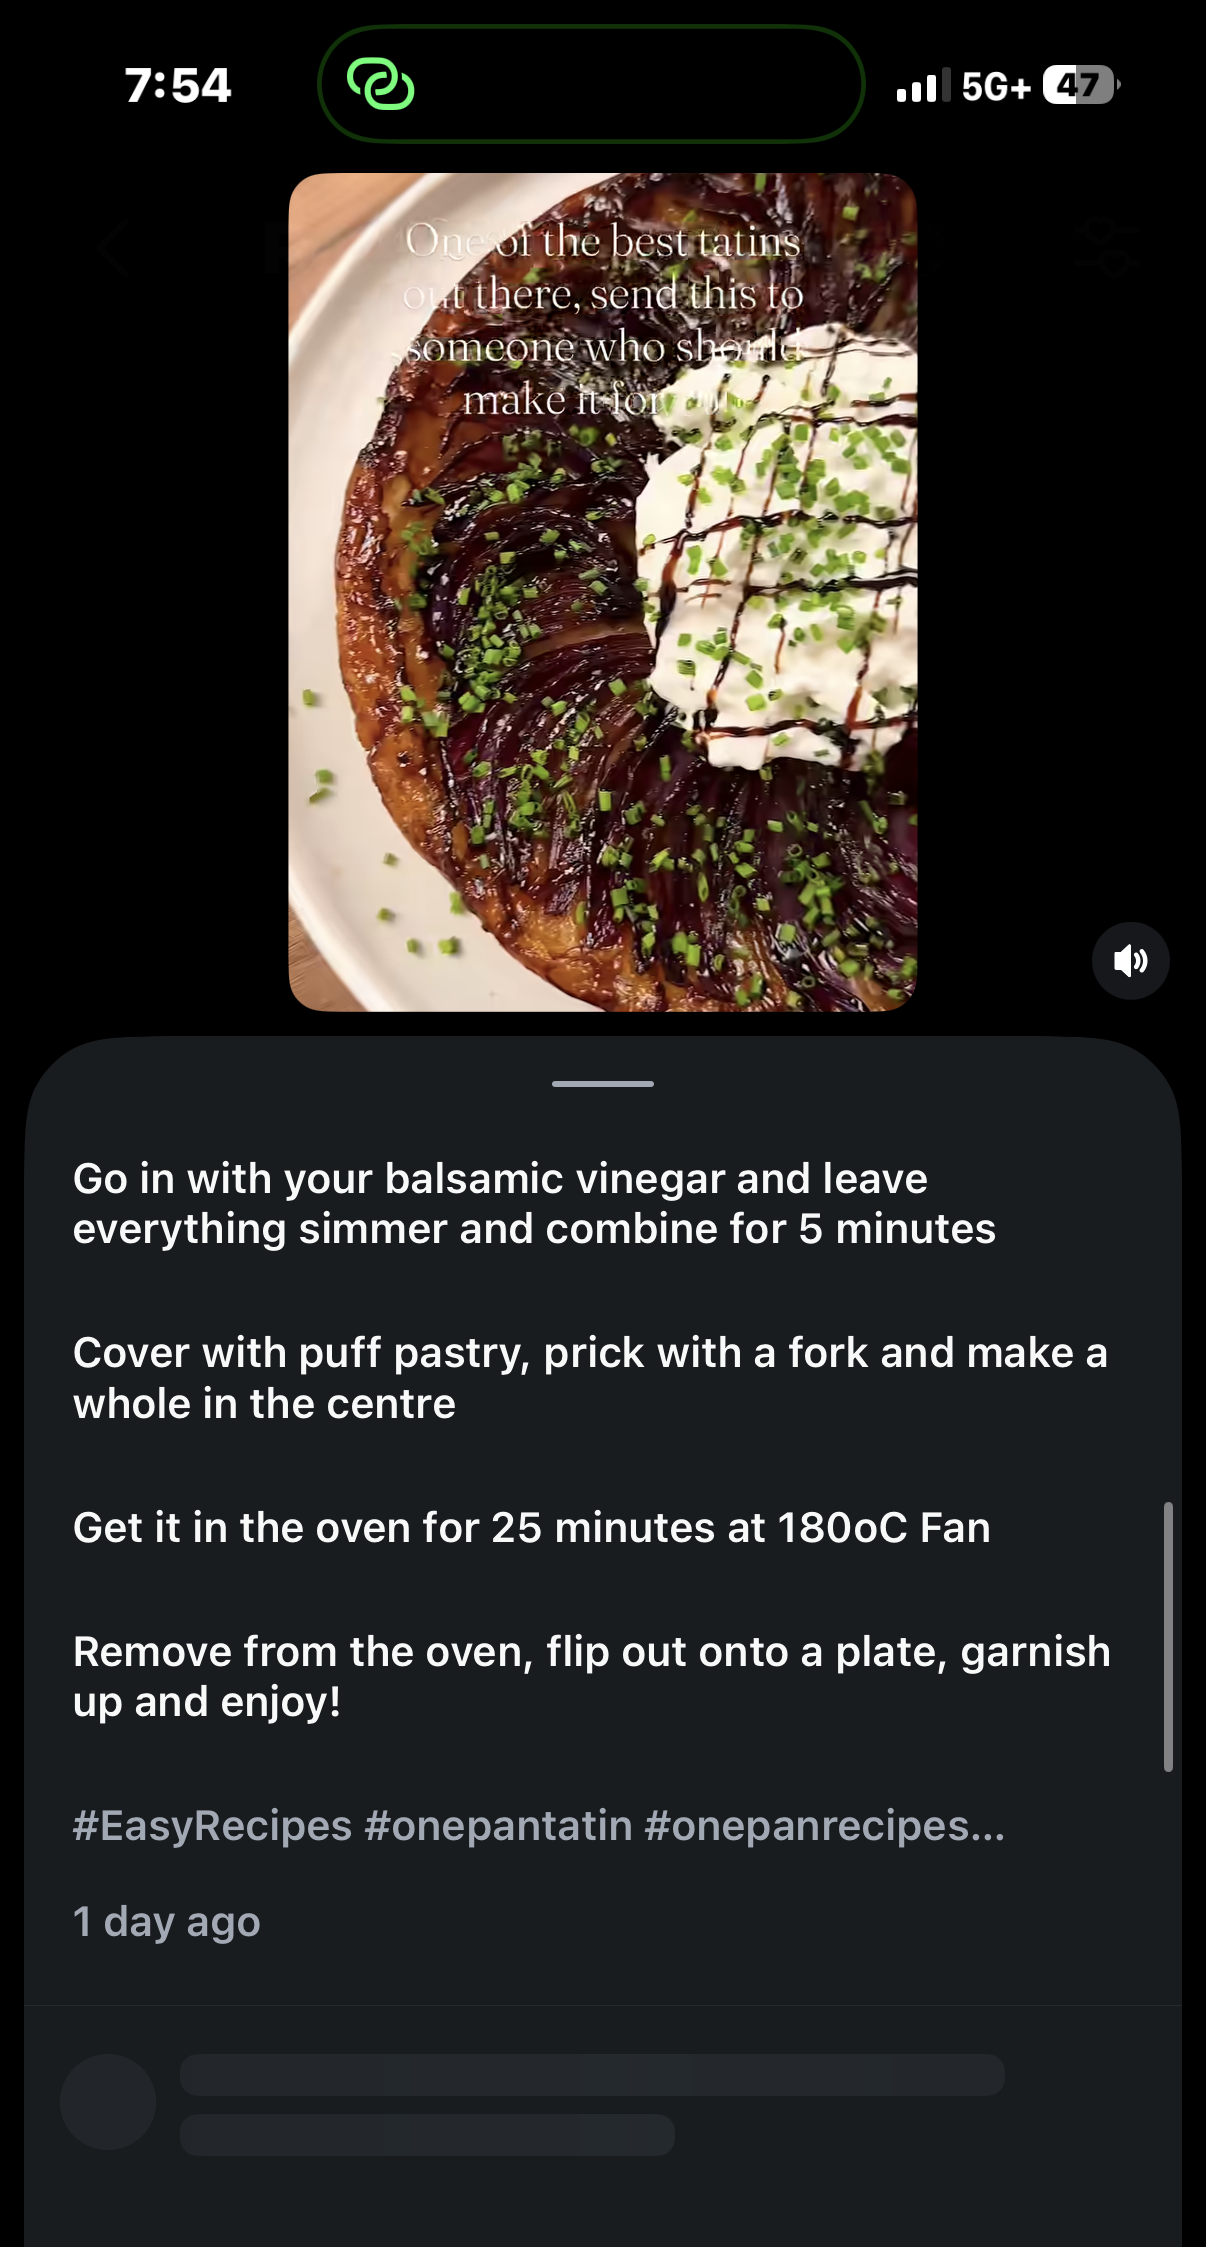 7:54
5G+
47
One of the best tatins
out there, send this to
someone who should
make it for
Go in with your balsamic vinegar and leave
everything simmer and combine for 5 minutes
Cover with puff pastry, prick with a fork and make a
whole in the centre
Get it in the oven for 25 minutes at 180oC Fan
Remove from the oven, flip out onto a plate, garnish
up and enjoy!
#EasyRecipes #onepantatin #onepanrecipes...
1 day ago